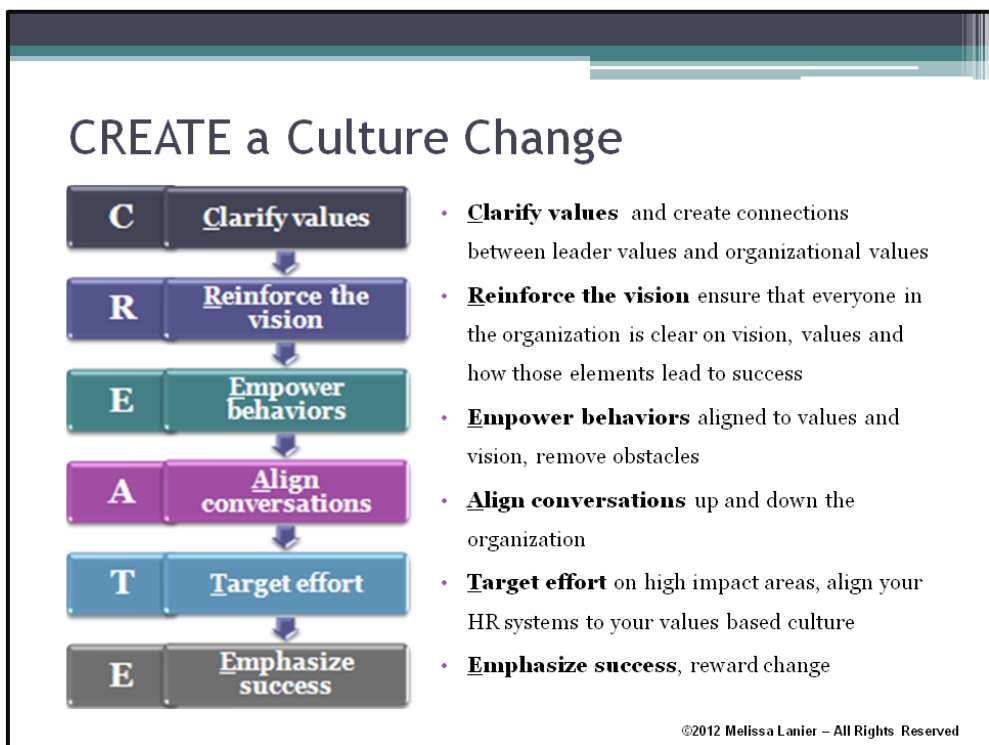 CREATE a Culture Change
C
Clarify values
R
Reinforce the
vision
E
Empower
behaviors
A
Align
conversations
T
Target effort
E
Emphasize
success
• Clarify values and create connections
between leader values and organizational values
• Reinforce the vision ensure that everyone in
the organization is clear on vision, values and
how those elements lead to success
• Empower behaviors aligned to values and
vision, remove obstacles
• Align conversations up and down the
organization
• Target effort on high impact areas, align your
HR systems to your values based culture
• Emphasize success, reward change
©2012 Melissa Lanier – All Rights Reserved